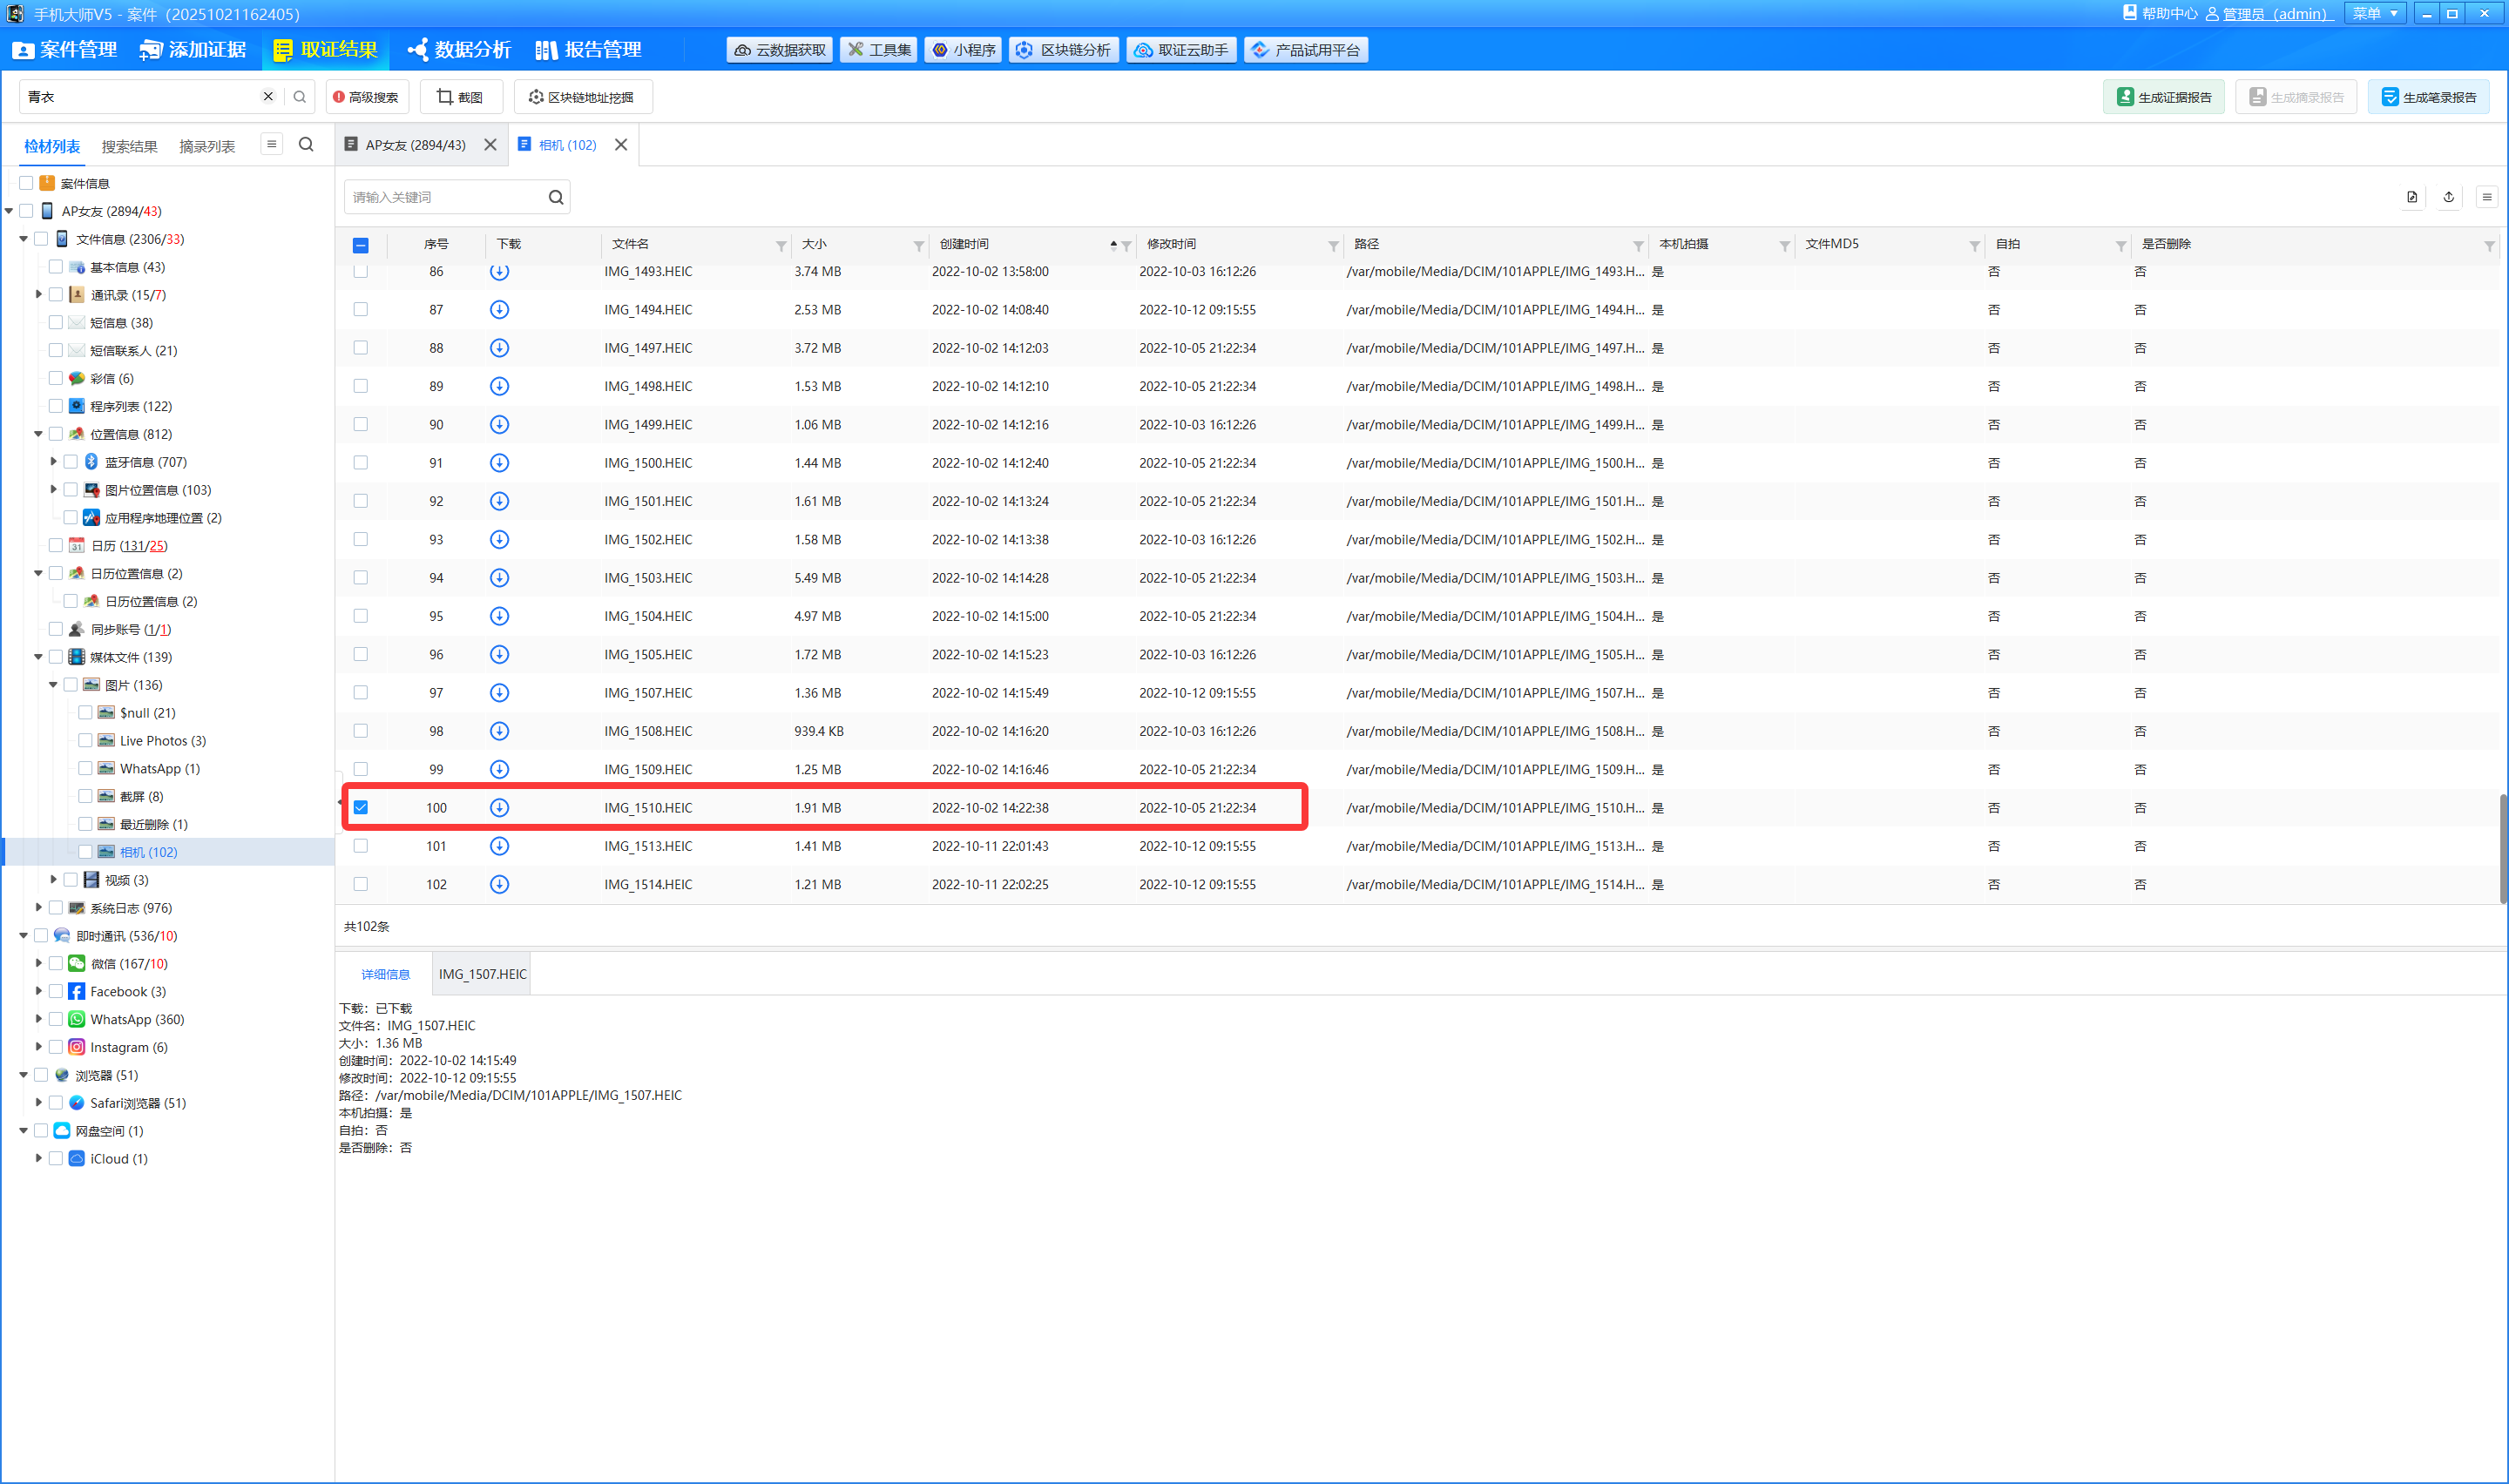 手机大师V5 - 案件（20251021162405） 帮助中心 管理员（admin） 菜单
案件管理 添加证据 取证结果 数据分析 报告管理 云数据获取 工具集 小程序 区块链分析 取证云助手 产品试用平台
青衣 高级搜索 截图 区块链地址挖掘 生成证据报告 生成摘录报告 生成笔录报告
检材列表 搜索结果 摘录列表
案件信息
AP女友 (2894/43)
文件信息 (2306/33)
基本信息 (43)
通讯录 (15/7)
短信息 (38)
短信联系人 (21)
彩信 (6)
程序列表 (122)
位置信息 (812)
蓝牙信息 (707)
图片位置信息 (103)
应用程序地理位置 (2)
日历 (131/25)
31
日历位置信息 (2)
日历位置信息 (2)
同步账号 (1/1)
媒体文件 (139)
图片 (136)
$null (21)
Live Photos (3)
WhatsApp (1)
截屏 (8)
最近删除 (1)
相机 (102)
视频 (3)
系统日志 (976)
即时通讯 (536/10)
微信 (167/10)
Facebook (3)
WhatsApp (360)
Instagram (6)
浏览器 (51)
Safari浏览器 (51)
网盘空间 (1)
iCloud (1)
AP女友 (2894/43) 相机 (102)
请输入关键词
序号 下载 文件名 大小 创建时间 修改时间 路径 本机拍摄 文件MD5 自拍 是否删除
86 IMG_1493.HEIC 3.74 MB 2022-10-02 13:58:00 2022-10-03 16:12:26 /var/mobile/Media/DCIM/101APPLE/IMG_1493.H... 是 否 否
87 IMG_1494.HEIC 2.53 MB 2022-10-02 14:08:40 2022-10-12 09:15:55 /var/mobile/Media/DCIM/101APPLE/IMG_1494.H... 是 否 否
88 IMG_1497.HEIC 3.72 MB 2022-10-02 14:12:03 2022-10-05 21:22:34 /var/mobile/Media/DCIM/101APPLE/IMG_1497.H... 是 否 否
89 IMG_1498.HEIC 1.53 MB 2022-10-02 14:12:10 2022-10-05 21:22:34 /var/mobile/Media/DCIM/101APPLE/IMG_1498.H... 是 否 否
90 IMG_1499.HEIC 1.06 MB 2022-10-02 14:12:16 2022-10-03 16:12:26 /var/mobile/Media/DCIM/101APPLE/IMG_1499.H... 是 否 否
91 IMG_1500.HEIC 1.44 MB 2022-10-02 14:12:40 2022-10-05 21:22:34 /var/mobile/Media/DCIM/101APPLE/IMG_1500.H... 是 否 否
92 IMG_1501.HEIC 1.61 MB 2022-10-02 14:13:24 2022-10-05 21:22:34 /var/mobile/Media/DCIM/101APPLE/IMG_1501.H... 是 否 否
93 IMG_1502.HEIC 1.58 MB 2022-10-02 14:13:38 2022-10-03 16:12:26 /var/mobile/Media/DCIM/101APPLE/IMG_1502.H... 是 否 否
94 IMG_1503.HEIC 5.49 MB 2022-10-02 14:14:28 2022-10-05 21:22:34 /var/mobile/Media/DCIM/101APPLE/IMG_1503.H... 是 否 否
95 IMG_1504.HEIC 4.97 MB 2022-10-02 14:15:00 2022-10-05 21:22:34 /var/mobile/Media/DCIM/101APPLE/IMG_1504.H... 是 否 否
96 IMG_1505.HEIC 1.72 MB 2022-10-02 14:15:23 2022-10-03 16:12:26 /var/mobile/Media/DCIM/101APPLE/IMG_1505.H... 是 否 否
97 IMG_1507.HEIC 1.36 MB 2022-10-02 14:15:49 2022-10-12 09:15:55 /var/mobile/Media/DCIM/101APPLE/IMG_1507.H... 是 否 否
98 IMG_1508.HEIC 939.4 KB 2022-10-02 14:16:20 2022-10-03 16:12:26 /var/mobile/Media/DCIM/101APPLE/IMG_1508.H... 是 否 否
99 IMG_1509.HEIC 1.25 MB 2022-10-02 14:16:46 2022-10-05 21:22:34 /var/mobile/Media/DCIM/101APPLE/IMG_1509.H... 是 否 否
100 IMG_1510.HEIC 1.91 MB 2022-10-02 14:22:38 2022-10-05 21:22:34 /var/mobile/Media/DCIM/101APPLE/IMG_1510.H... 是 否 否
101 IMG_1513.HEIC 1.41 MB 2022-10-11 22:01:43 2022-10-12 09:15:55 /var/mobile/Media/DCIM/101APPLE/IMG_1513.H... 是 否 否
102 IMG_1514.HEIC 1.21 MB 2022-10-11 22:02:25 2022-10-12 09:15:55 /var/mobile/Media/DCIM/101APPLE/IMG_1514.H... 是 否 否
共102条
详细信息 IMG_1507.HEIC
下载：已下载
文件名：IMG_1507.HEIC
大小：1.36 MB
创建时间：2022-10-02 14:15:49
修改时间：2022-10-12 09:15:55
路径：/var/mobile/Media/DCIM/101APPLE/IMG_1507.HEIC
本机拍摄：是
自拍：否
是否删除：否